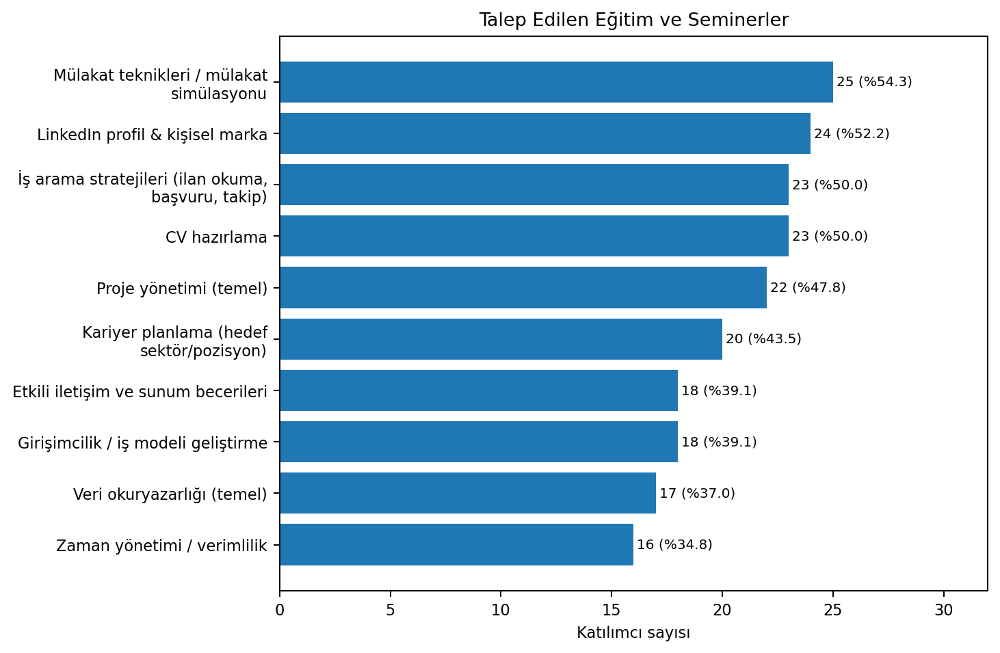 Talep Edilen Eğitim ve Seminerler
Mülakat teknikleri / mülakat
simülasyonu
25 (%54.3)
LinkedIn profil & kişisel marka
24 (%52.2)
İş arama stratejileri (ilan okuma,
başvuru, takip)
23 (%50.0)
CV hazırlama
23 (%50.0)
Proje yönetimi (temel)
22 (%47.8)
Kariyer planlama (hedef
sektör/pozisyon)
20 (%43.5)
Etkili iletişim ve sunum becerileri
18 (%39.1)
Girişimcilik / iş modeli geliştirme
18 (%39.1)
Veri okuryazarlığı (temel)
17 (%37.0)
Zaman yönetimi / verimlilik
16 (%34.8)
0 5 10 15 20 25 30
Katılımcı sayısı